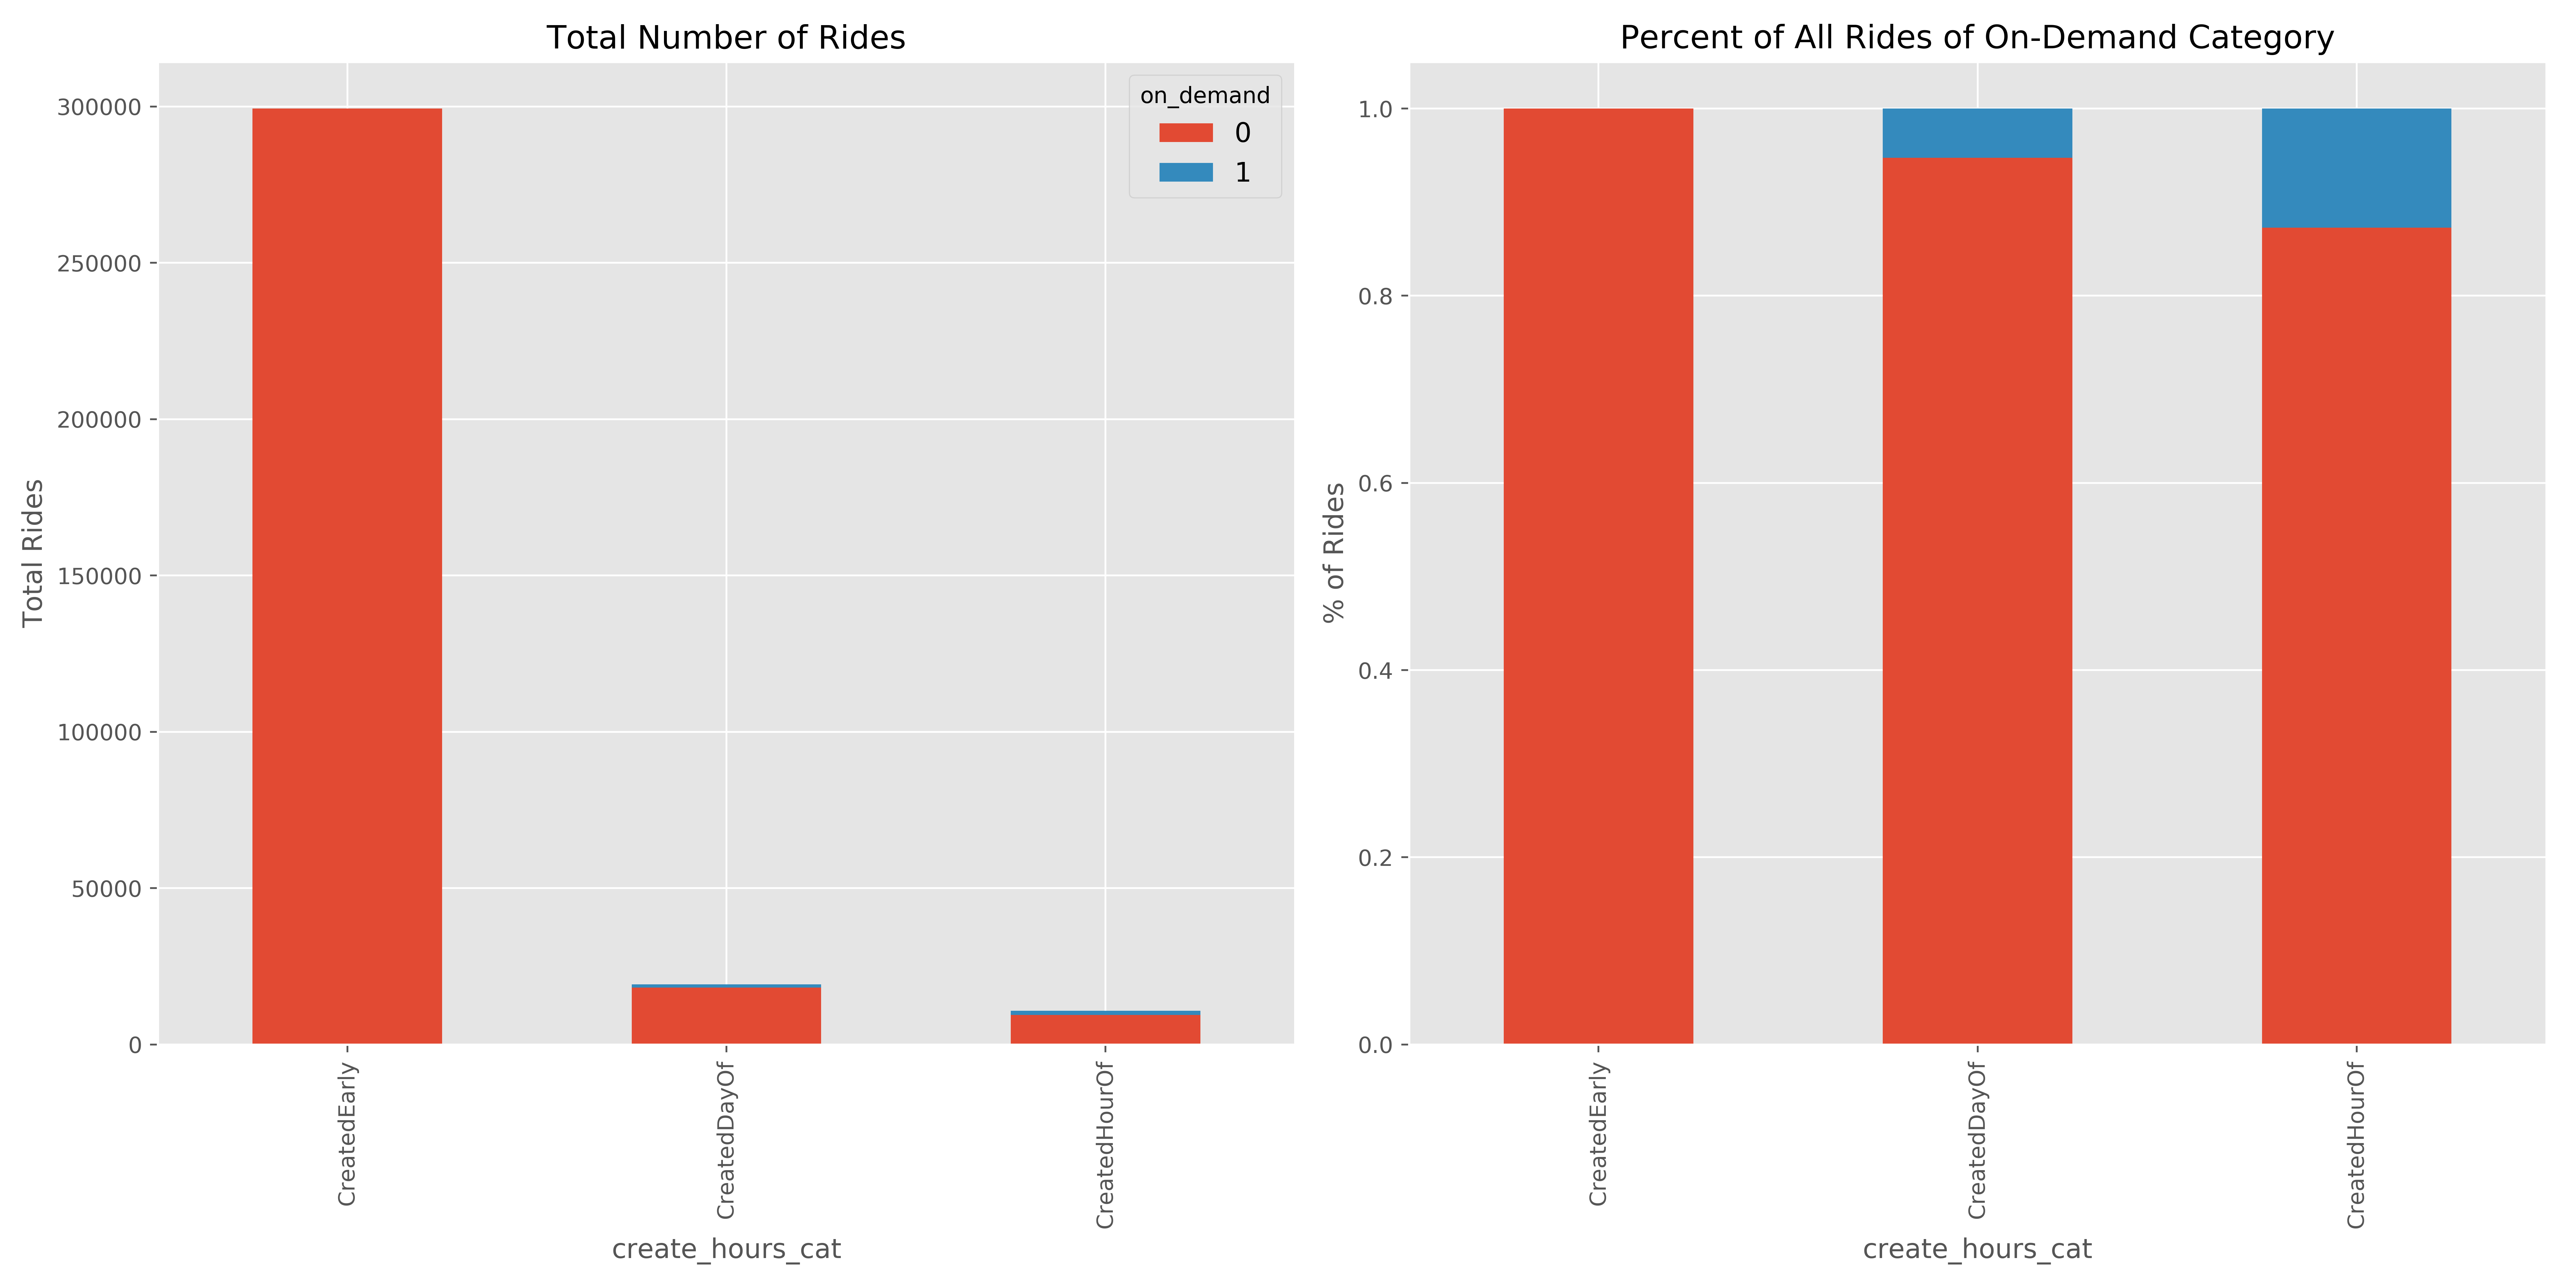 Total Number of Rides
Total Rides
300000
250000
200000
150000
100000
50000
0
on_demand
0
1
CreatedEarly
CreatedDayOf
CreatedHourOf
create_hours_cat
Percent of All Rides of On-Demand Category
% of Rides
1.0
0.8
0.6
0.4
0.2
0.0
CreatedEarly
CreatedDayOf
CreatedHourOf
create_hours_cat